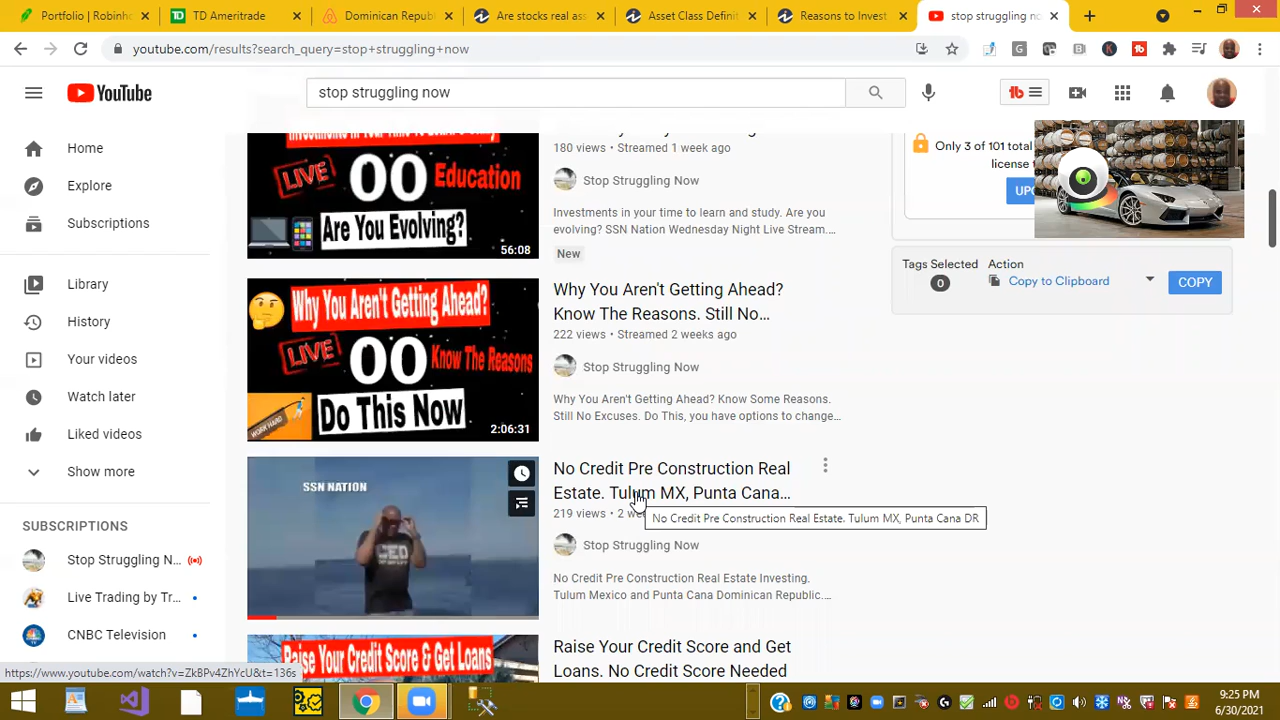 Portfolio | Robinho
TD Ameritrade
Dominican Republ
Are stocks real ass
Asset Class Definit
Reasons to Invest
stop struggling no
youtube.com/results?search_query=stop+struggling+now
YouTube
stop struggling now
Home
Explore
Subscriptions
Library
History
Your videos
Watch later
Liked videos
Show more
SUBSCRIPTIONS
Stop Struggling N...
Live Trading by Tr...
CNBC Television
LIVE
OO
Education
Are You Evolving?
56:08
180 views • Streamed 1 week ago
Stop Struggling Now
Investments in your time to learn and study. Are you
evolving? SSN Nation Wednesday Night Live Stream....
New
Why You Aren't Getting Ahead?
LIVE
OO
Know The Reasons
WORK HARD
Do This Now
2:06:31
Why You Aren't Getting Ahead?
Know The Reasons. Still No...
222 views • Streamed 2 weeks ago
Stop Struggling Now
Why You Aren't Getting Ahead? Know Some Reasons.
Still No Excuses. Do This, you have options to change...
SSN NATION
No Credit Pre Construction Real
Estate. Tulum MX, Punta Cana...
219 views • 2 we
No Credit Pre Construction Real Estate. Tulum MX, Punta Cana DR
Stop Struggling Now
No Credit Pre Construction Real Estate Investing.
Tulum Mexico and Punta Cana Dominican Republic....
Raise Your Credit Score & Get Loans
Raise Your Credit Score and Get
Loans. No Credit Score Needed
Only 3 of 101 total
license t
UPG
Tags Selected
0
Action
Copy to Clipboard
COPY
https://www.youtube.com/watch?v=ZkBPv4ZhYcU&t=136s
9:25 PM
6/30/2021